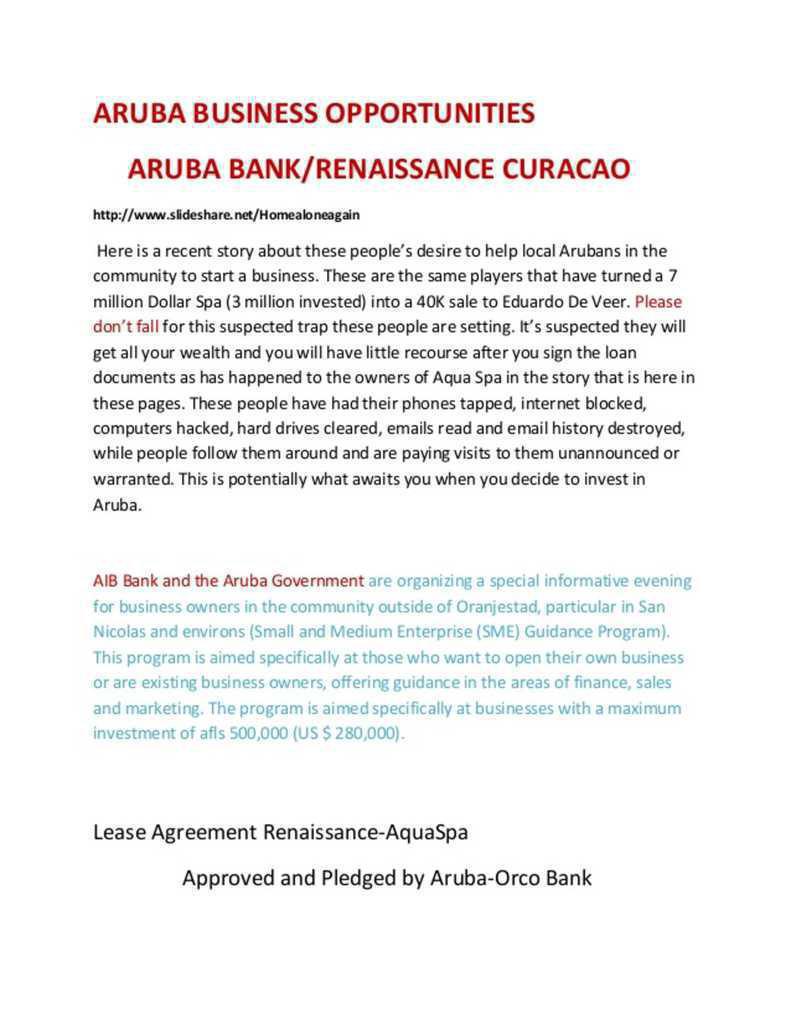 ARUBA BUSINESS OPPORTUNITIES
ARUBA BANK/RENAISSANCE CURACAO
http://www.slideshare.net/Homealoneagain
Here is a recent story about these people's desire to help local Arubans in the
community to start a business. These are the same players that have turned a 7
million Dollar Spa (3 million invested) into a 40K sale to Eduardo De Veer. Please
don't fall for this suspected trap these people are setting. It's suspected they will
get all your wealth and you will have little recourse after you sign the loan
documents as has happened to the owners of Aqua Spa in the story that is here in
these pages. These people have had their phones tapped, internet blocked,
computers hacked, hard drives cleared, emails read and email history destroyed,
while people follow them around and are paying visits to them unannounced or
warranted. This is potentially what awaits you when you decide to invest in
Aruba.
AIB Bank and the Aruba Government are organizing a special informative evening
for business owners in the community outside of Oranjestad, particular in San
Nicolas and environs (Small and Medium Enterprise (SME) Guidance Program).
This program is aimed specifically at those who want to open their own business
or are existing business owners, offering guidance in the areas of finance, sales
and marketing. The program is aimed specifically at businesses with a maximum
investment of afls 500,000 (US $ 280,000).
Lease Agreement Renaissance-AquaSpa
Approved and Pledged by Aruba-Orco Bank